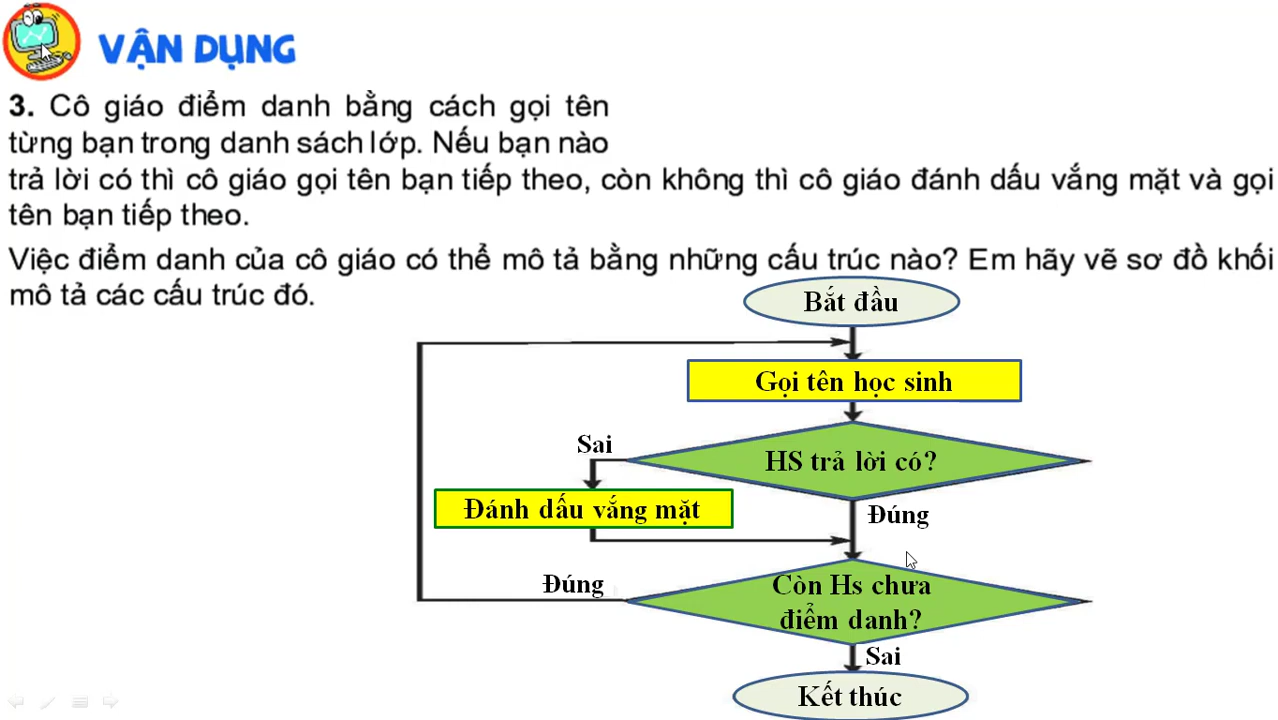 VẬN DỤNG
3. Cô giáo điểm danh bằng cách gọi tên
từng bạn trong danh sách lớp. Nếu bạn nào
trả lời có thì cô giáo gọi tên bạn tiếp theo, còn không thì cô giáo đánh dấu vắng mặt và gọi
tên bạn tiếp theo.
Việc điểm danh của cô giáo có thể mô tả bằng những cấu trúc nào? Em hãy vẽ sơ đồ khối
mô tả các cấu trúc đó.
Bắt đầu
Gọi tên học sinh
Sai
HS trả lời có?
Đánh dấu vắng mặt
Đúng
Đúng
Còn Hs chưa
điểm danh?
Sai
Kết thúc